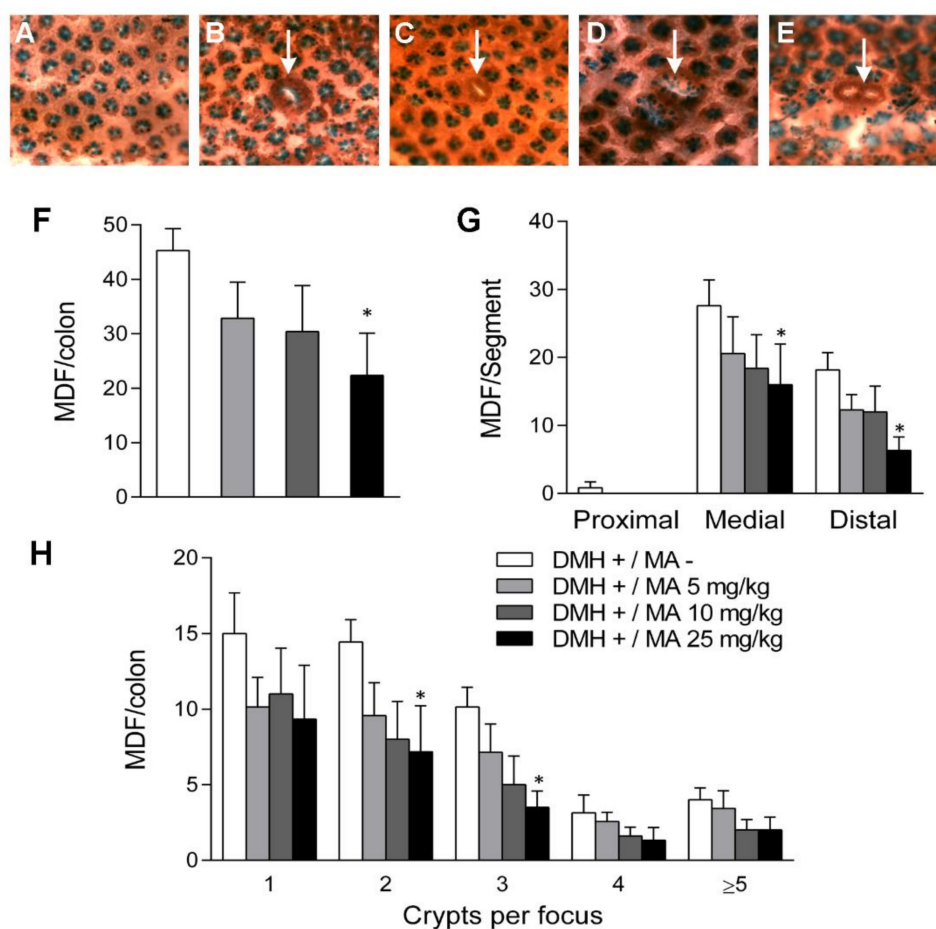 A B C D E
F
50
40
30
20
10
0
MDF/colon
*
G
40
30
20
10
0
MDF/Segment
*
*
Proximal Medial Distal
H
20
15
10
5
0
MDF/colon
DMH + / MA -
DMH + / MA 5 mg/kg
DMH + / MA 10 mg/kg
DMH + / MA 25 mg/kg
*
*
1 2 3 4 ≥5
Crypts per focus